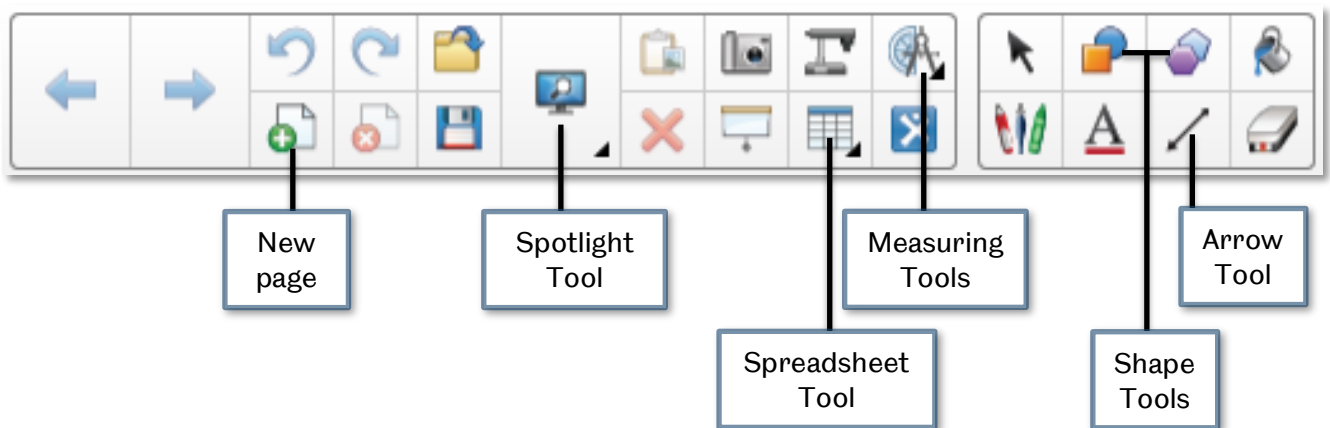 New
page
Spotlight
Tool
Measuring
Tools
Arrow
Tool
Spreadsheet
Tool
Shape
Tools
A